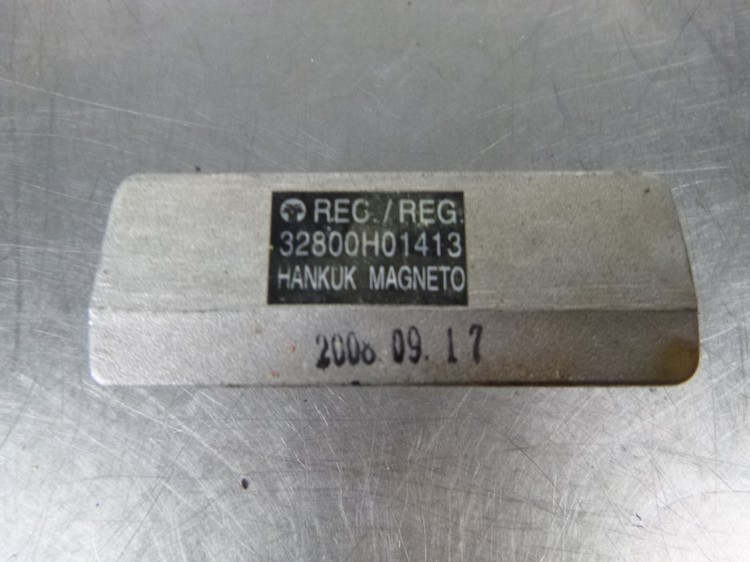 REC./REG.
32800H01413
HANKUK MAGNETO
2008.09.17